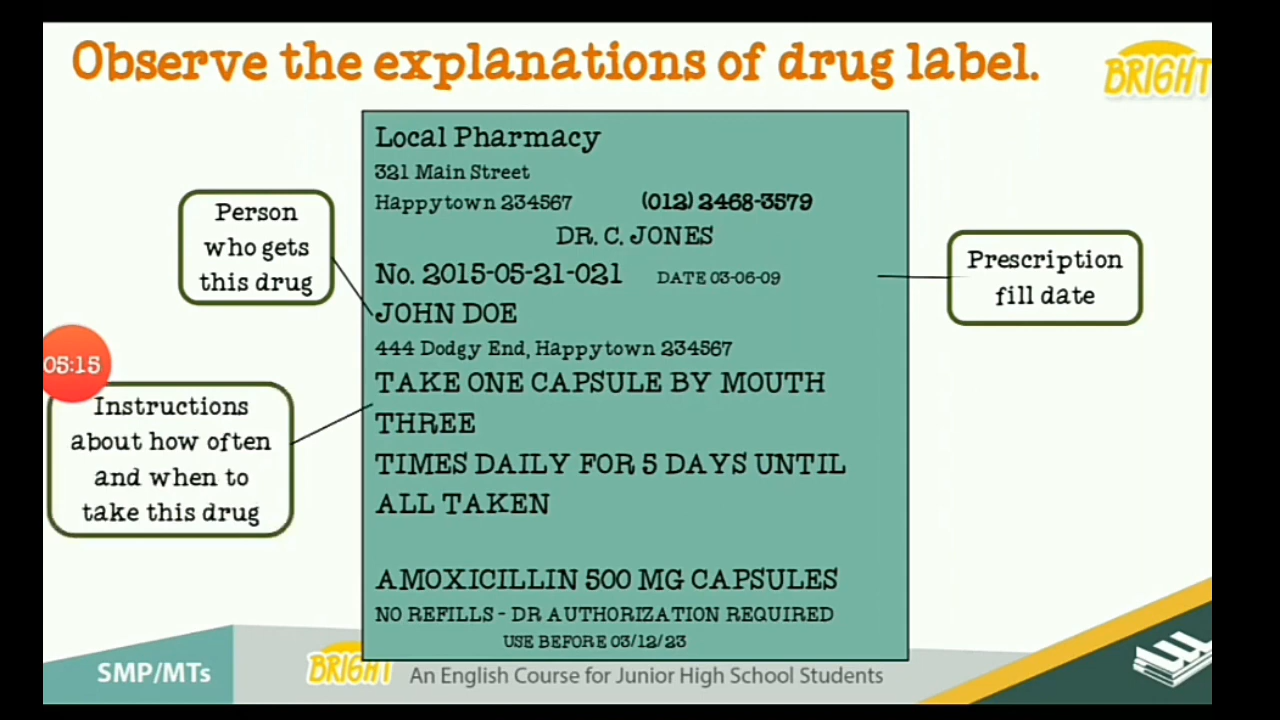 Observe the explanations of drug label.
BRIGHT
Local Pharmacy
321 Main Street
Happytown 234567 (012) 2468-3579
DR. C. JONES
No. 2015-05-21-021 DATE 03-06-09
JOHN DOE
444 Dodgy End, Happytown 234567
TAKE ONE CAPSULE BY MOUTH
THREE
TIMES DAILY FOR 5 DAYS UNTIL
ALL TAKEN
AMOXICILLIN 500 MG CAPSULES
NO REFILLS - DR AUTHORIZATION REQUIRED
USE BEFORE 03/12/23
Person
who gets
this drug
05:15
Instructions
about how often
and when to
take this drug
Prescription
fill date
SMP/MTs
BRIGHT
An English Course for Junior High School Students